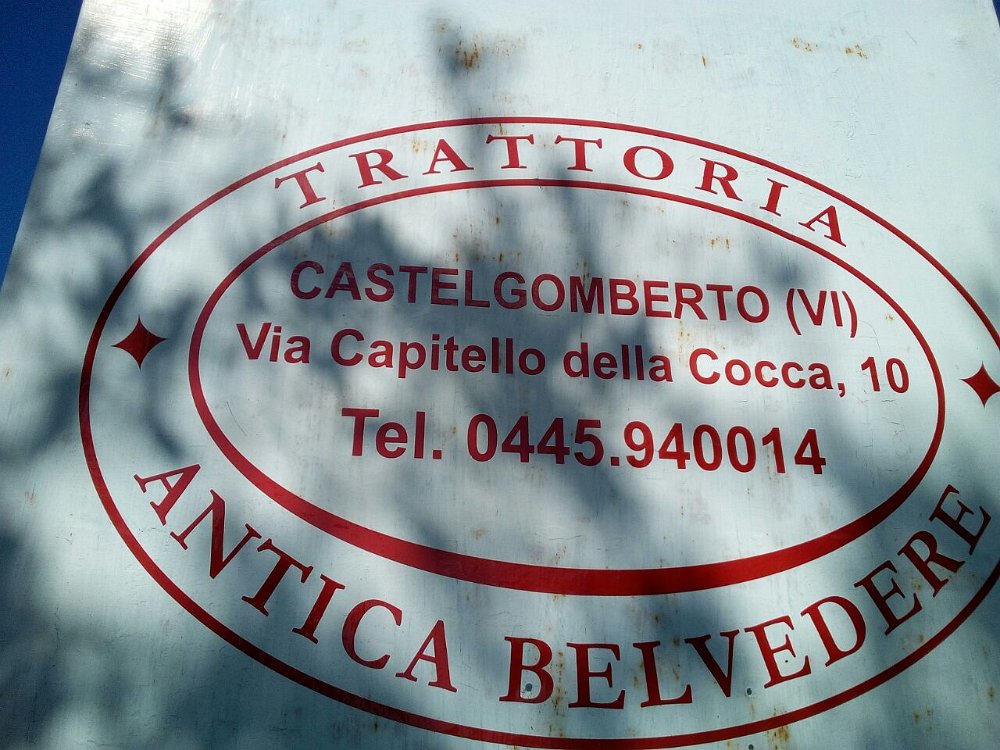 TRATTORIA
CASTELGOMBERTO (VI)
Via Capitello della Cocca, 10
Tel. 0445.940014
ANTICA BELVEDERE